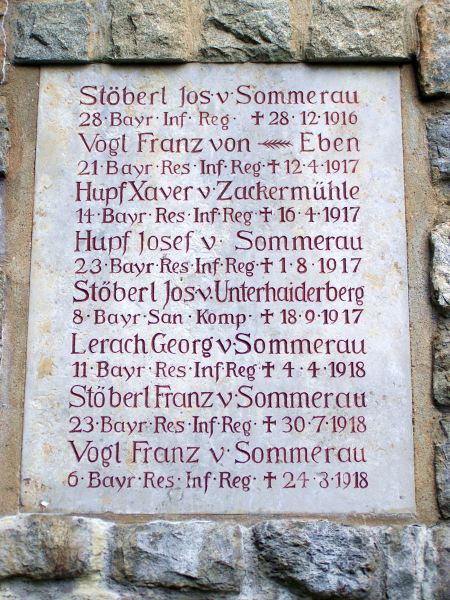 Stöberl Jos·v·Sommerau
28·Bayr·Inf·Reg· ✝28·12·1916
Vogl Franz von Eben
21·Bayr·Res·Inf·Reg·✝12·4·1917
Hupf Xaver v·Zackermühle
14·Bayr·Res·Inf·Reg·✝16·4·1917
Hupf Josef v· Sommerau
23·Bayr·Res·Inf·Reg·✝1·8·1917
Stöberl Jos·v·Unterhaiderberg
8·Bayr·San·Komp·✝18·9·1917
Lerach Georg v·Sommerau
11·Bayr·Res·Inf·Reg·✝4·4·1918
Stöberl Franz v·Sommerau
23·Bayr·Res·Inf·Reg·✝30·7·1918
Vogl Franz v·Sommerau
6·Bayr·Res·Inf·Reg·✝24·3·1918